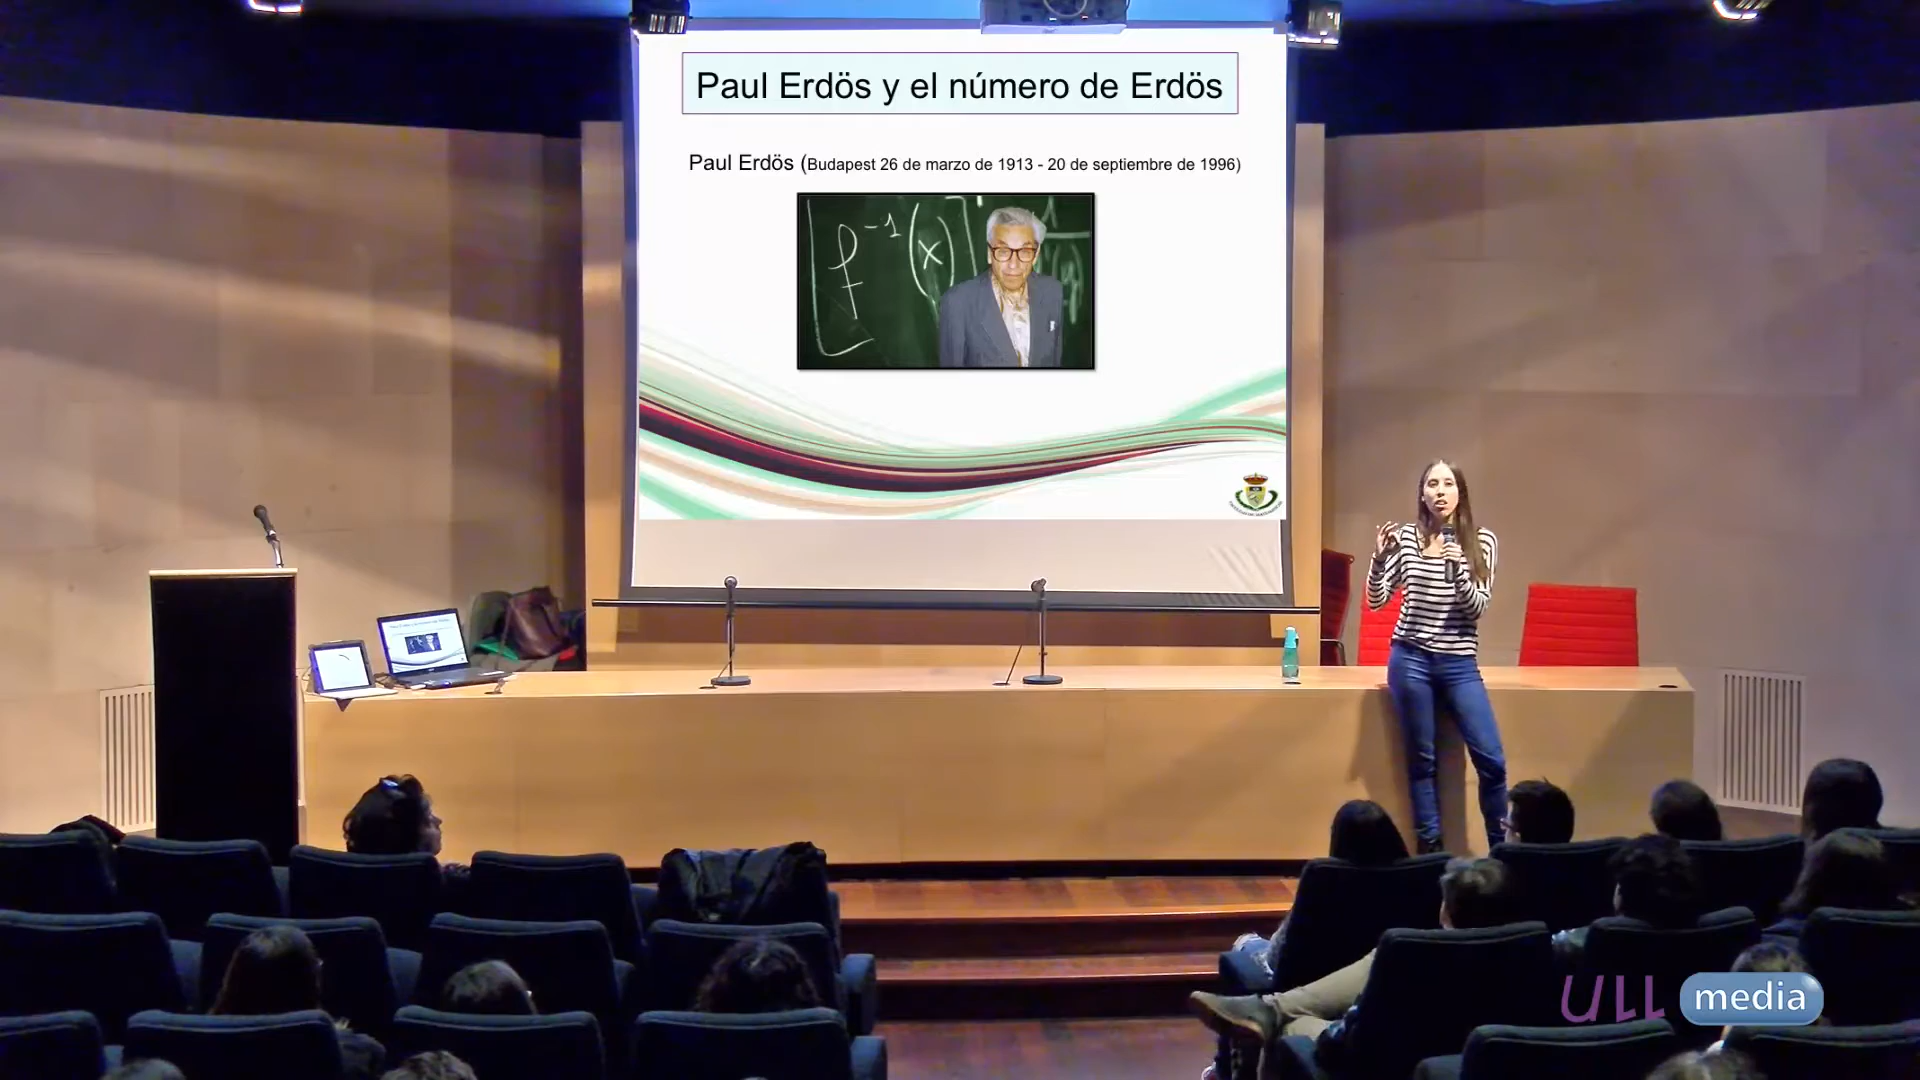 Paul Erdös y el número de Erdös
Paul Erdös (Budapest 26 de marzo de 1913 - 20 de septiembre de 1996)
f⁻¹(x)
ULL media